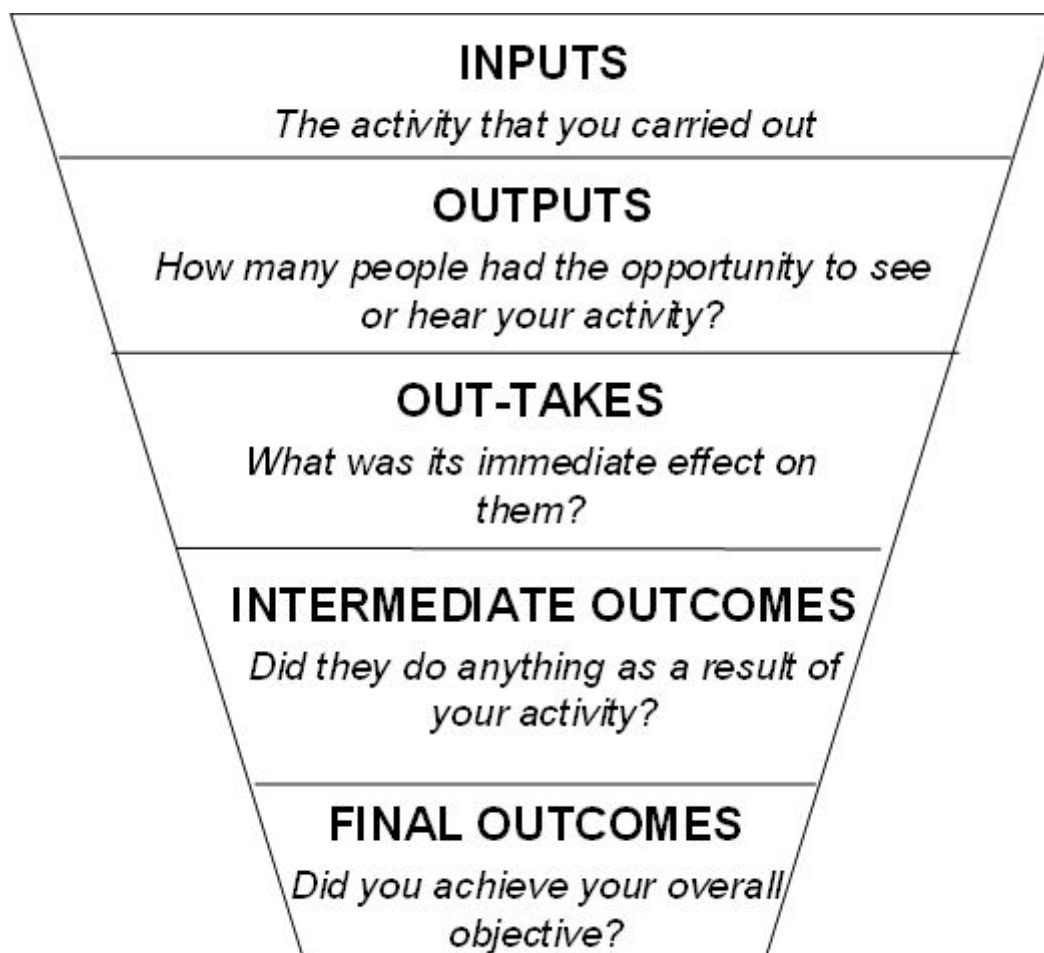 INPUTS
The activity that you carried out
OUTPUTS
How many people had the opportunity to see
or hear your activity?
OUT-TAKES
What was its immediate effect on
them?
INTERMEDIATE OUTCOMES
Did they do anything as a result of
your activity?
FINAL OUTCOMES
Did you achieve your overall
objective?